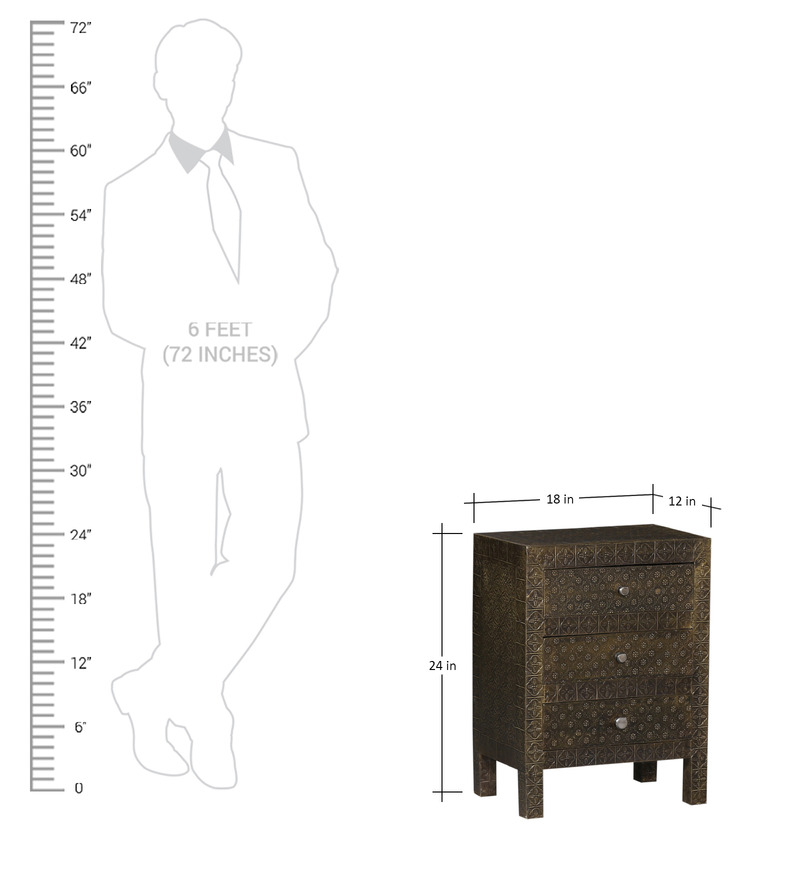 72”
66”
60”
54”
48”
6 FEET
42”
(72 INCHES)
36”
30”
24”
18”
12”
6”
0
18 in
12 in
24 in